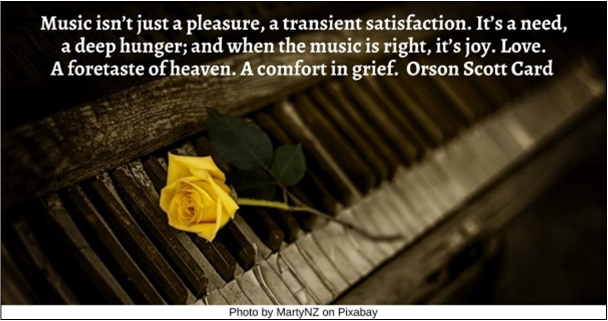 Music isn’t just a pleasure, a transient satisfaction. It’s a need,
a deep hunger; and when the music is right, it’s joy. Love.
A foretaste of heaven. A comfort in grief.  Orson Scott Card
Photo by MartyNZ on Pixabay